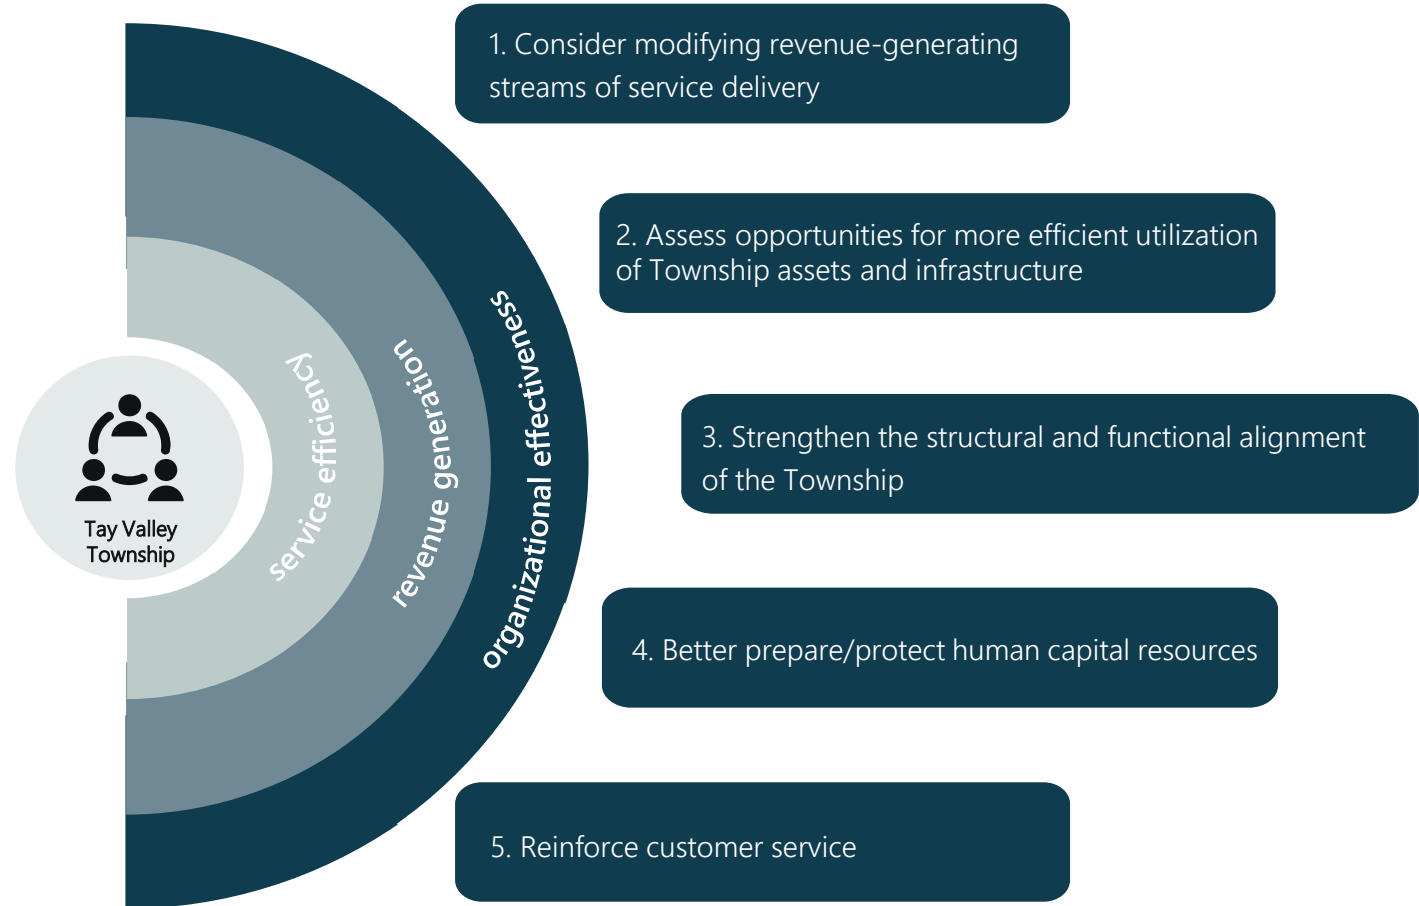 1. Consider modifying revenue-generating
streams of service delivery
2. Assess opportunities for more efficient utilization
of Township assets and infrastructure
3. Strengthen the structural and functional alignment
of the Township
4. Better prepare/protect human capital resources
5. Reinforce customer service
Tay Valley
Township
service efficiency
revenue generation
organizational effectiveness